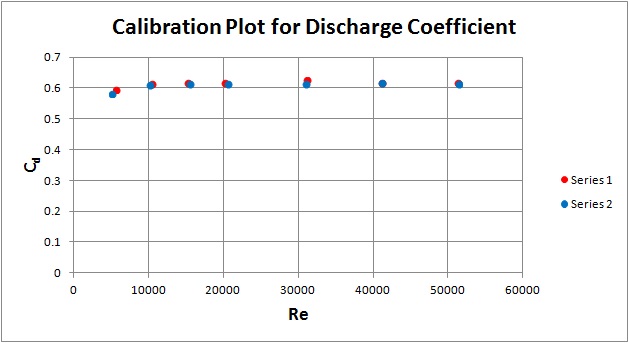 Calibration Plot for Discharge Coefficient
0.7
0.6
0.5
0.4
0.3
0.2
0.1
0
Cd
0 10000 20000 30000 40000 50000 60000
Re
Series 1
Series 2